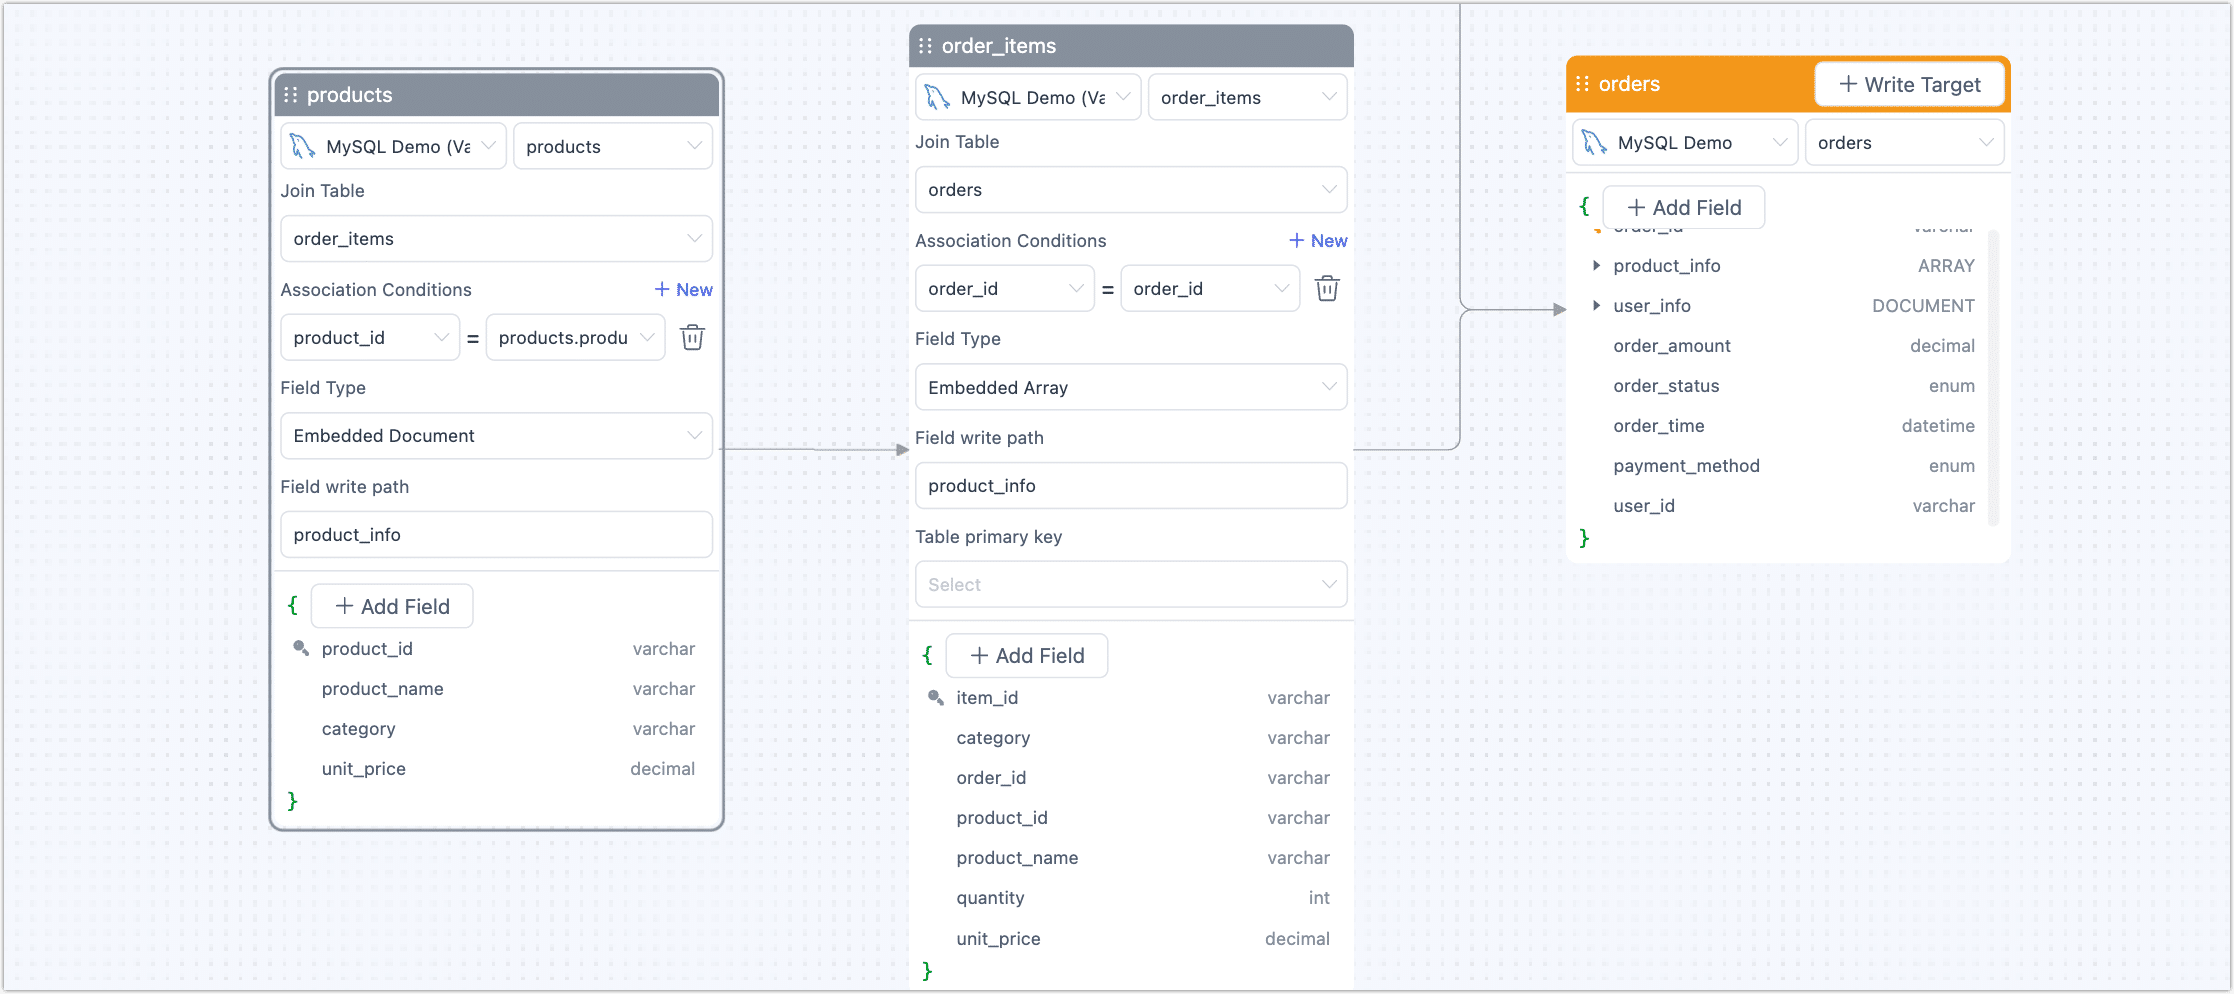 products
MySQL Demo (Va
products
Join Table
order_items
Association Conditions
+ New
product_id = products.produ
Field Type
Embedded Document
Field write path
product_info
{ + Add Field
product_id varchar
product_name varchar
category varchar
unit_price decimal
}
order_items
MySQL Demo (Va
order_items
Join Table
orders
Association Conditions
+ New
order_id = order_id
Field Type
Embedded Array
Field write path
product_info
Table primary key
Select
{ + Add Field
item_id varchar
category varchar
order_id varchar
product_id varchar
product_name varchar
quantity int
unit_price decimal
}
orders
+ Write Target
MySQL Demo
orders
{ + Add Field
order_id varchar
product_info ARRAY
user_info DOCUMENT
order_amount decimal
order_status enum
order_time datetime
payment_method enum
user_id varchar
}